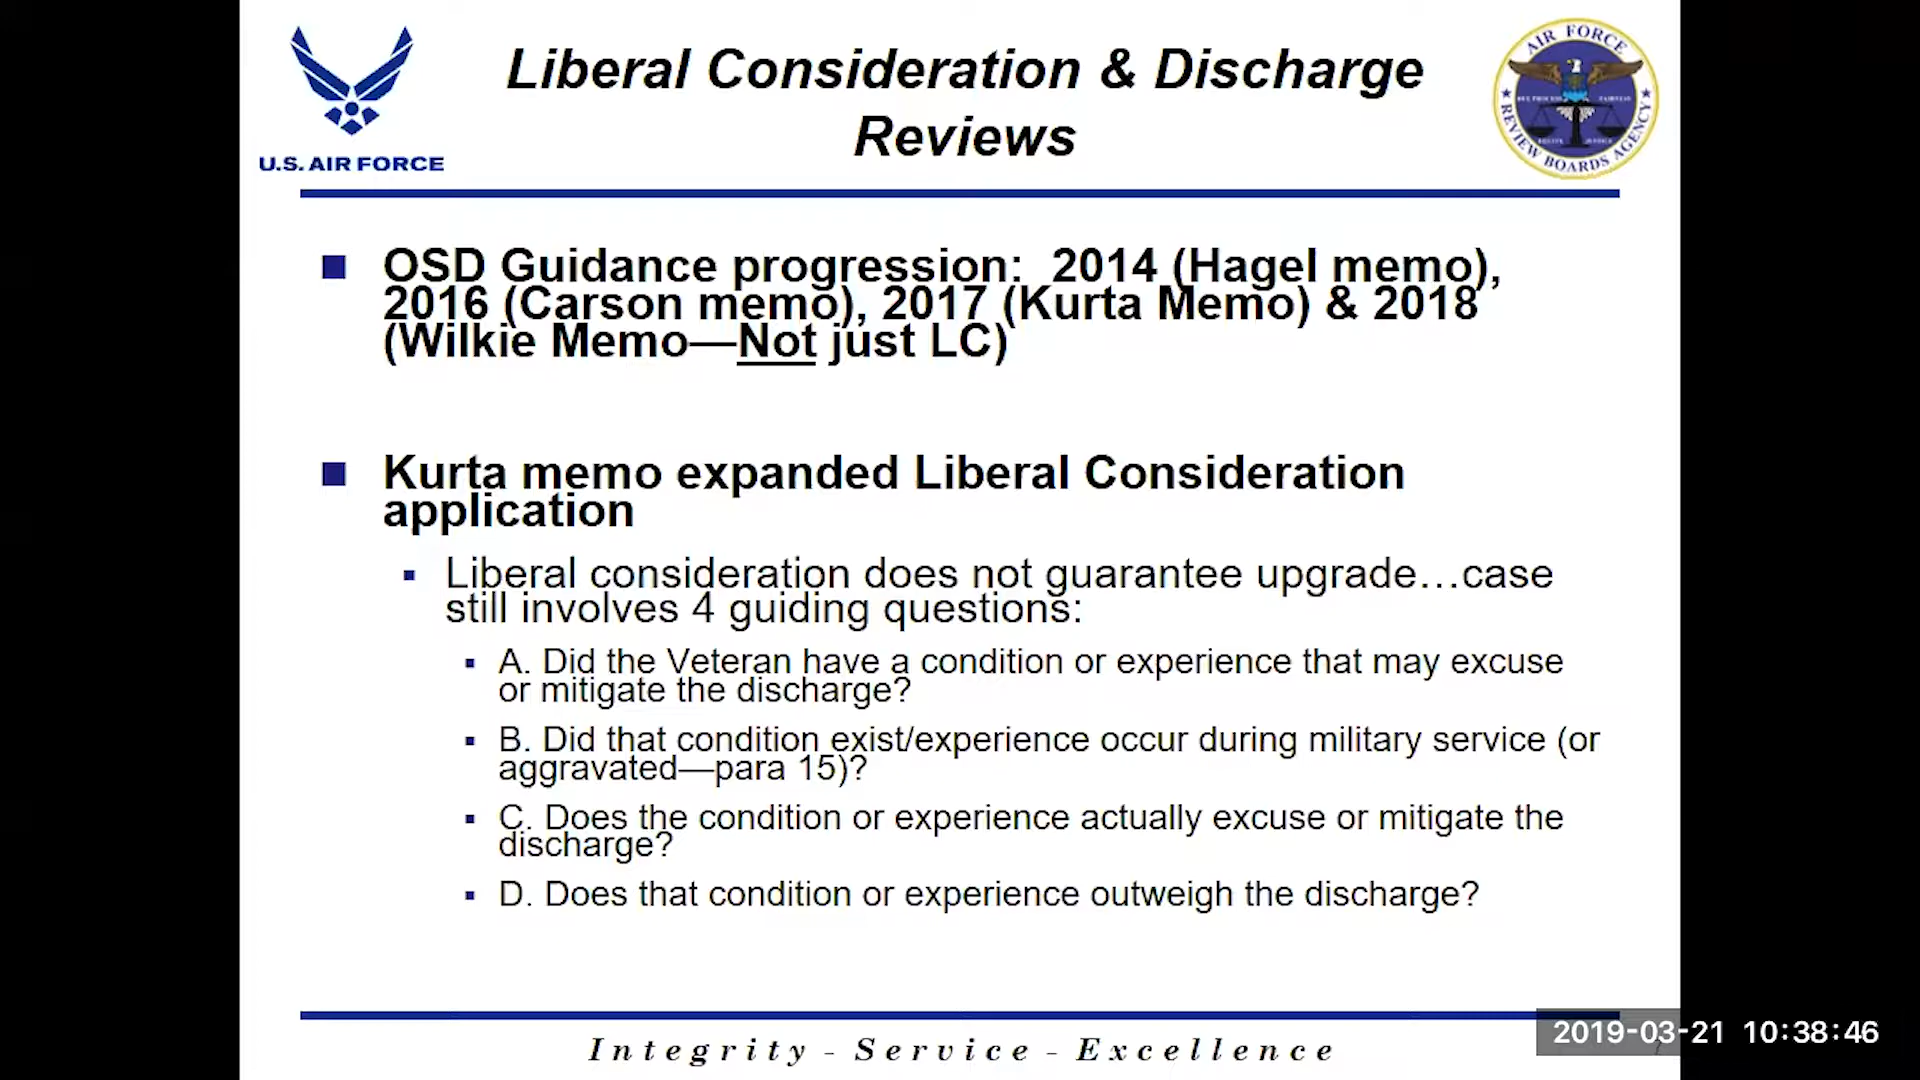 Liberal Consideration & Discharge
Reviews
U.S. AIR FORCE
AIR FORCE
REVIEW BOARDS AGENCY
OSD Guidance progression: 2014 (Hagel memo),
2016 (Carson memo), 2017 (Kurta Memo) & 2018
(Wilkie Memo—Not just LC)
Kurta memo expanded Liberal Consideration
application
Liberal consideration does not guarantee upgrade…case
still involves 4 guiding questions:
A. Did the Veteran have a condition or experience that may excuse
or mitigate the discharge?
B. Did that condition exist/experience occur during military service (or
aggravated—para 15)?
C. Does the condition or experience actually excuse or mitigate the
discharge?
D. Does that condition or experience outweigh the discharge?
Integrity - Service - Excellence
2019-03-21 10:38:46